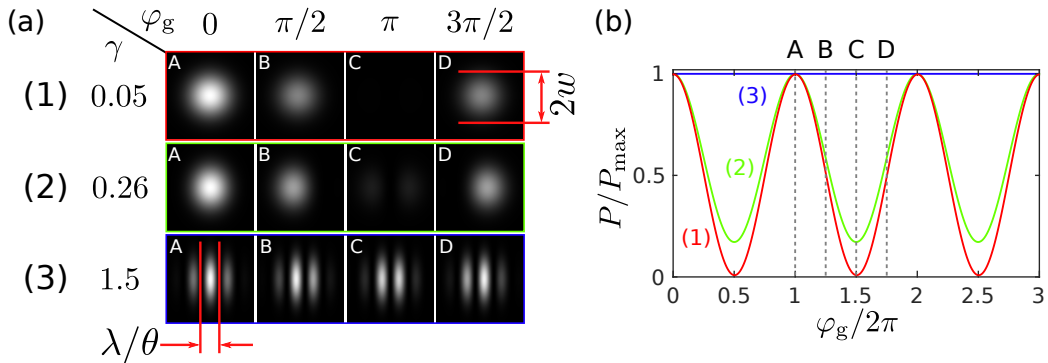 (a) φg 0 π/2 π 3π/2
γ
(1) 0.05 A B C D 2w
(2) 0.26 A B C D
(3) 1.5 A B C D
λ/θ
(b)
A B C D
1
(3)
P/Pmax
0.5
(2)
(1)
0
0 0.5 1 1.5 2 2.5 3
φg/2π